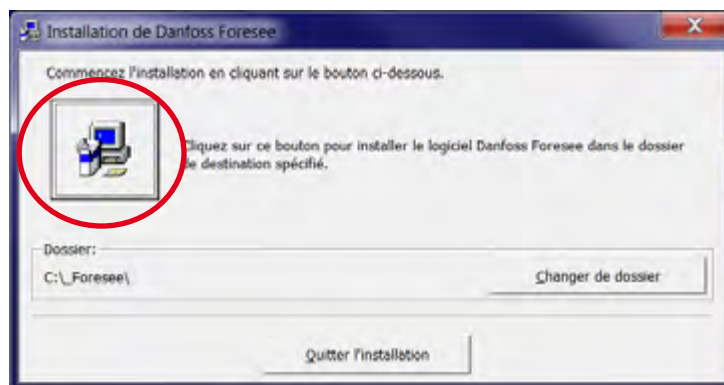 Installation de Danfoss Foresee
Commencez l'installation en cliquant sur le bouton ci-dessous.
Cliquez sur ce bouton pour installer le logiciel Danfoss Foresee dans le dossier
de destination spécifié.
Dossier:
C:\_Foresee\
Changer de dossier
Quitter l'installation